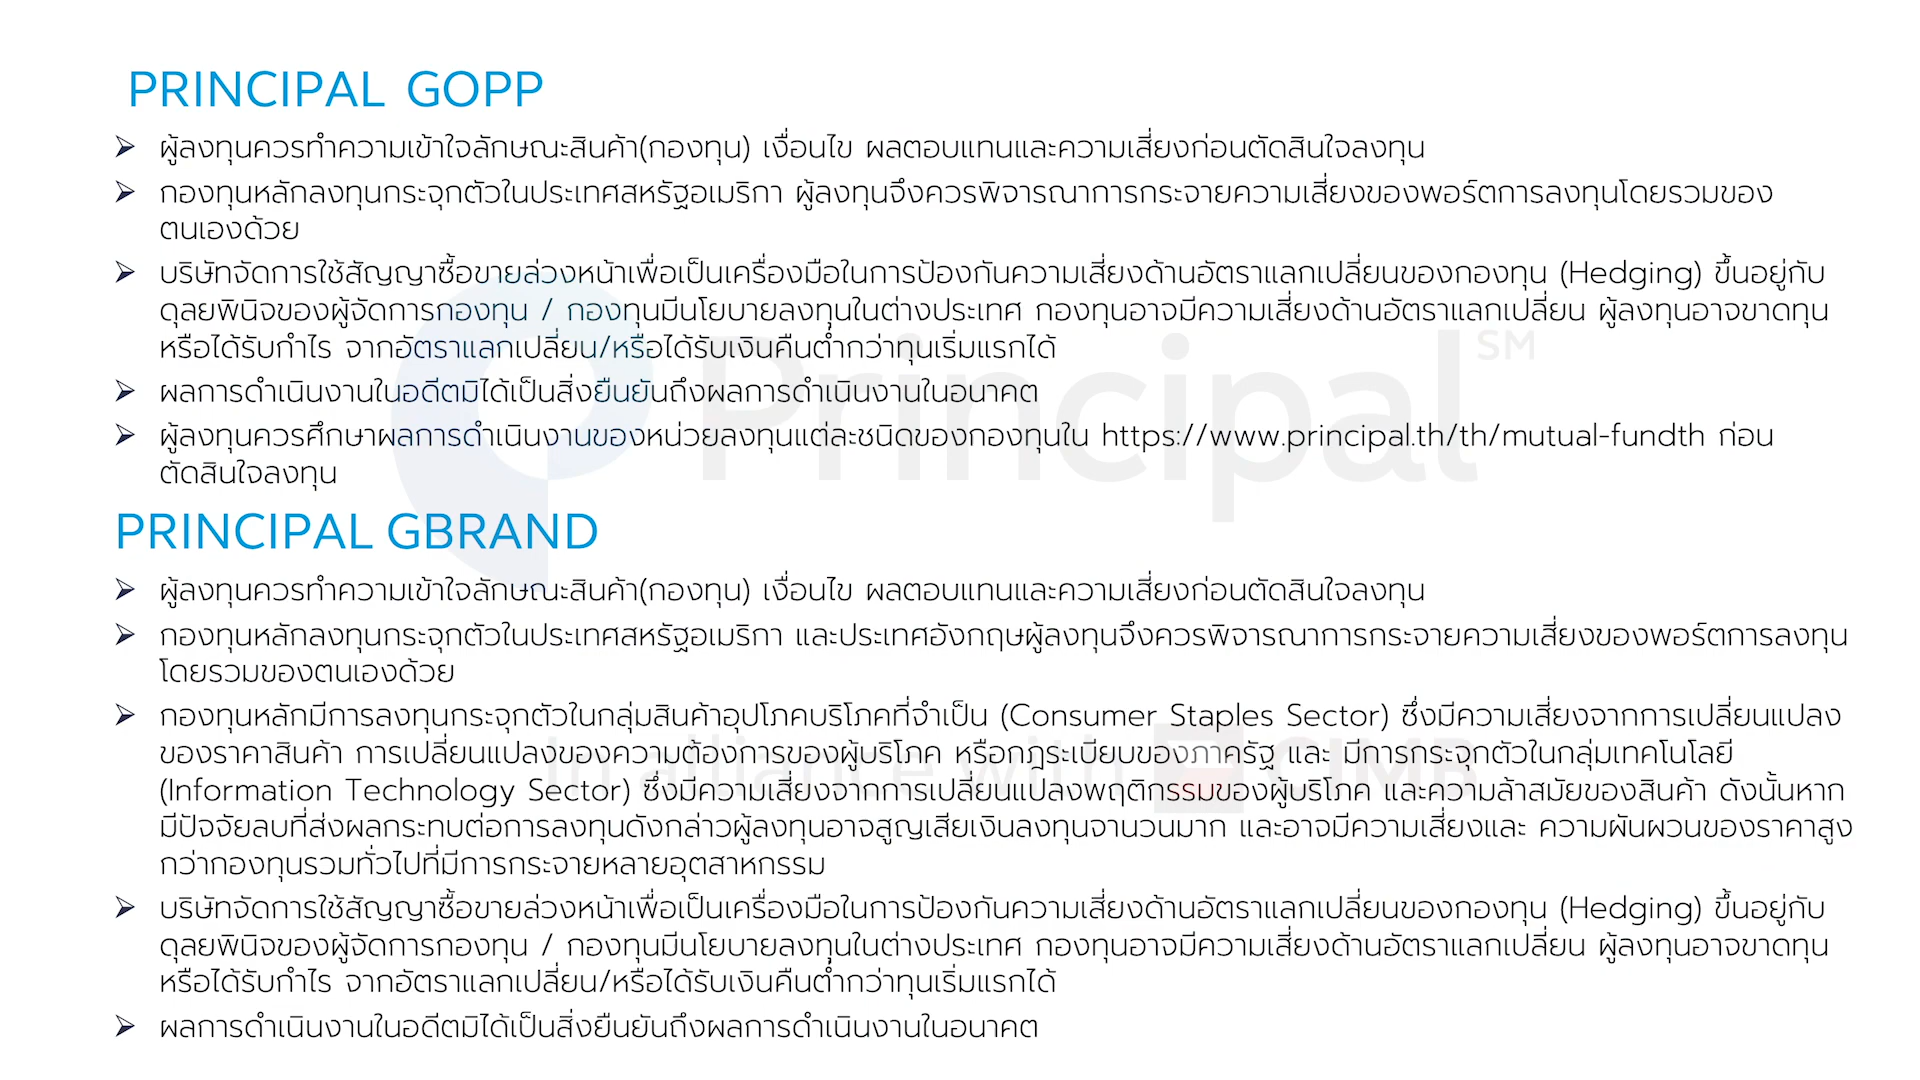 PRINCIPAL GOPP
➢ ผู้ลงทุนควรทำความเข้าใจลักษณะสินค้า(กองทุน) เงื่อนไข ผลตอบแทนและความเสี่ยงก่อนตัดสินใจลงทุน
➢ กองทุนหลักลงทุนกระจุกตัวในประเทศสหรัฐอเมริกา ผู้ลงทุนจึงควรพิจารณาการกระจายความเสี่ยงของพอร์ตการลงทุนโดยรวมของ
ตนเองด้วย
➢ บริษัทจัดการใช้สัญญาซื้อขายล่วงหน้าเพื่อเป็นเครื่องมือในการป้องกันความเสี่ยงด้านอัตราแลกเปลี่ยนของกองทุน (Hedging) ขึ้นอยู่กับ
ดุลยพินิจของผู้จัดการกองทุน / กองทุนมีนโยบายลงทุนในต่างประเทศ กองทุนอาจมีความเสี่ยงด้านอัตราแลกเปลี่ยน ผู้ลงทุนอาจขาดทุน
หรือได้รับกำไร จากอัตราแลกเปลี่ยน/หรือได้รับเงินคืนต่ำกว่าทุนเริ่มแรกได้
➢ ผลการดำเนินงานในอดีตมิได้เป็นสิ่งยืนยันถึงผลการดำเนินงานในอนาคต
➢ ผู้ลงทุนควรศึกษาผลการดำเนินงานของหน่วยลงทุนแต่ละชนิดของกองทุนใน https://www.principal.th/th/mutual-fundth ก่อน
ตัดสินใจลงทุน
Principal SM
PRINCIPAL GBRAND
➢ ผู้ลงทุนควรทำความเข้าใจลักษณะสินค้า(กองทุน) เงื่อนไข ผลตอบแทนและความเสี่ยงก่อนตัดสินใจลงทุน
➢ กองทุนหลักลงทุนกระจุกตัวในประเทศสหรัฐอเมริกา และประเทศอังกฤษผู้ลงทุนจึงควรพิจารณาการกระจายความเสี่ยงของพอร์ตการลงทุน
โดยรวมของตนเองด้วย
➢ กองทุนหลักมีการลงทุนกระจุกตัวในกลุ่มสินค้าอุปโภคบริโภคที่จำเป็น (Consumer Staples Sector) ซึ่งมีความเสี่ยงจากการเปลี่ยนแปลง
ของราคาสินค้า การเปลี่ยนแปลงของความต้องการของผู้บริโภค หรือกฎระเบียบของภาครัฐ และ มีการกระจุกตัวในกลุ่มเทคโนโลยี
(Information Technology Sector) ซึ่งมีความเสี่ยงจากการเปลี่ยนแปลงพฤติกรรมของผู้บริโภค และความล้าสมัยของสินค้า ดังนั้นหาก
มีปัจจัยลบที่ส่งผลกระทบต่อการลงทุนดังกล่าวผู้ลงทุนอาจสูญเสียเงินลงทุนจานวนมาก และอาจมีความเสี่ยงและ ความผันผวนของราคาสูง
กว่ากองทุนรวมทั่วไปที่มีการกระจายหลายอุตสาหกรรม
in alliance with CIMB
➢ บริษัทจัดการใช้สัญญาซื้อขายล่วงหน้าเพื่อเป็นเครื่องมือในการป้องกันความเสี่ยงด้านอัตราแลกเปลี่ยนของกองทุน (Hedging) ขึ้นอยู่กับ
ดุลยพินิจของผู้จัดการกองทุน / กองทุนมีนโยบายลงทุนในต่างประเทศ กองทุนอาจมีความเสี่ยงด้านอัตราแลกเปลี่ยน ผู้ลงทุนอาจขาดทุน
หรือได้รับกำไร จากอัตราแลกเปลี่ยน/หรือได้รับเงินคืนต่ำกว่าทุนเริ่มแรกได้
➢ ผลการดำเนินงานในอดีตมิได้เป็นสิ่งยืนยันถึงผลการดำเนินงานในอนาคต